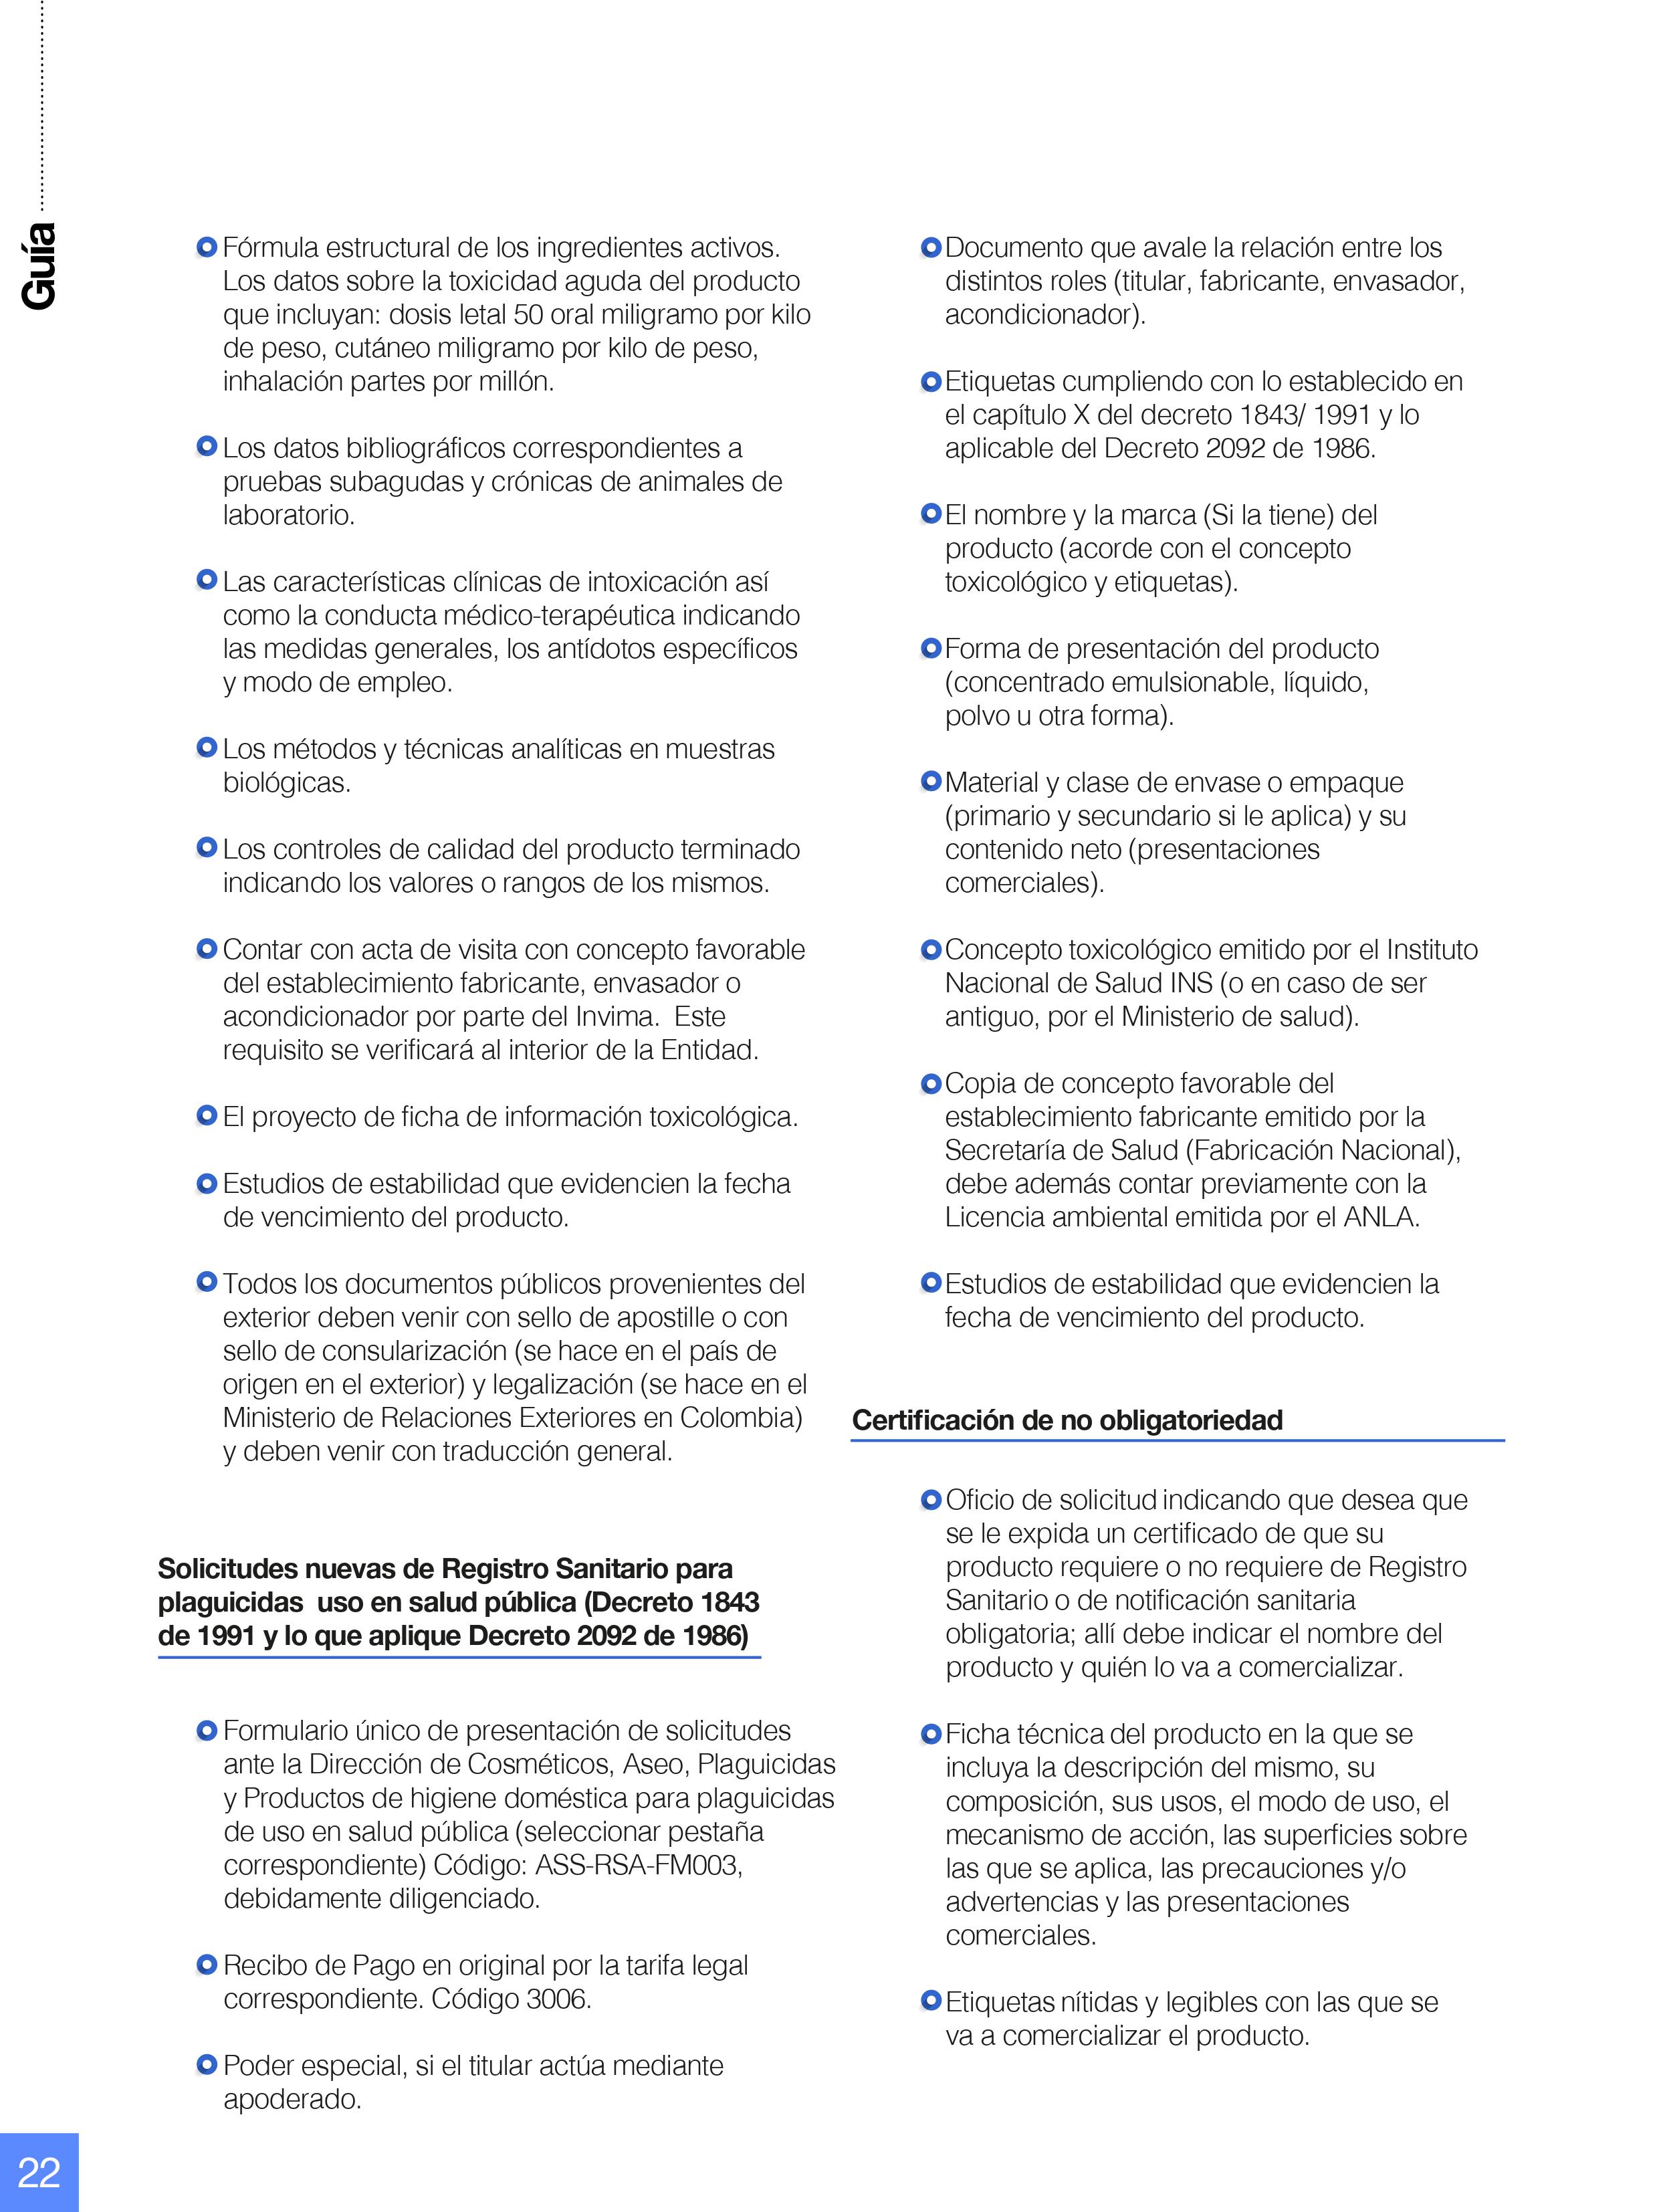 Guía
Fórmula estructural de los ingredientes activos.
Los datos sobre la toxicidad aguda del producto
que incluyan: dosis letal 50 oral miligramo por kilo
de peso, cutáneo miligramo por kilo de peso,
inhalación partes por millón.
Los datos bibliográficos correspondientes a
pruebas subagudas y crónicas de animales de
laboratorio.
Las características clínicas de intoxicación así
como la conducta médico-terapéutica indicando
las medidas generales, los antídotos específicos
y modo de empleo.
Los métodos y técnicas analíticas en muestras
biológicas.
Los controles de calidad del producto terminado
indicando los valores o rangos de los mismos.
Contar con acta de visita con concepto favorable
del establecimiento fabricante, envasador o
acondicionador por parte del Invima.  Este
requisito se verificará al interior de la Entidad.
El proyecto de ficha de información toxicológica.
Estudios de estabilidad que evidencien la fecha
de vencimiento del producto.
Todos los documentos públicos provenientes del
exterior deben venir con sello de apostille o con
sello de consularización (se hace en el país de
origen en el exterior) y legalización (se hace en el
Ministerio de Relaciones Exteriores en Colombia)
y deben venir con traducción general.
Solicitudes nuevas de Registro Sanitario para
plaguicidas  uso en salud pública (Decreto 1843
de 1991 y lo que aplique Decreto 2092 de 1986)
Formulario único de presentación de solicitudes
ante la Dirección de Cosméticos, Aseo, Plaguicidas
y Productos de higiene doméstica para plaguicidas
de uso en salud pública (seleccionar pestaña
correspondiente) Código: ASS-RSA-FM003,
debidamente diligenciado.
Recibo de Pago en original por la tarifa legal
correspondiente. Código 3006.
Poder especial, si el titular actúa mediante
apoderado.
Documento que avale la relación entre los
distintos roles (titular, fabricante, envasador,
acondicionador).
Etiquetas cumpliendo con lo establecido en
el capítulo X del decreto 1843/ 1991 y lo
aplicable del Decreto 2092 de 1986.
El nombre y la marca (Si la tiene) del
producto (acorde con el concepto
toxicológico y etiquetas).
Forma de presentación del producto
(concentrado emulsionable, líquido,
polvo u otra forma).
Material y clase de envase o empaque
(primario y secundario si le aplica) y su
contenido neto (presentaciones
comerciales).
Concepto toxicológico emitido por el Instituto
Nacional de Salud INS (o en caso de ser
antiguo, por el Ministerio de salud).
Copia de concepto favorable del
establecimiento fabricante emitido por la
Secretaría de Salud (Fabricación Nacional),
debe además contar previamente con la
Licencia ambiental emitida por el ANLA.
Estudios de estabilidad que evidencien la
fecha de vencimiento del producto.
Certificación de no obligatoriedad
Oficio de solicitud indicando que desea que
se le expida un certificado de que su
producto requiere o no requiere de Registro
Sanitario o de notificación sanitaria
obligatoria; allí debe indicar el nombre del
producto y quién lo va a comercializar.
Ficha técnica del producto en la que se
incluya la descripción del mismo, su
composición, sus usos, el modo de uso, el
mecanismo de acción, las superficies sobre
las que se aplica, las precauciones y/o
advertencias y las presentaciones
comerciales.
Etiquetas nítidas y legibles con las que se
va a comercializar el producto.
22